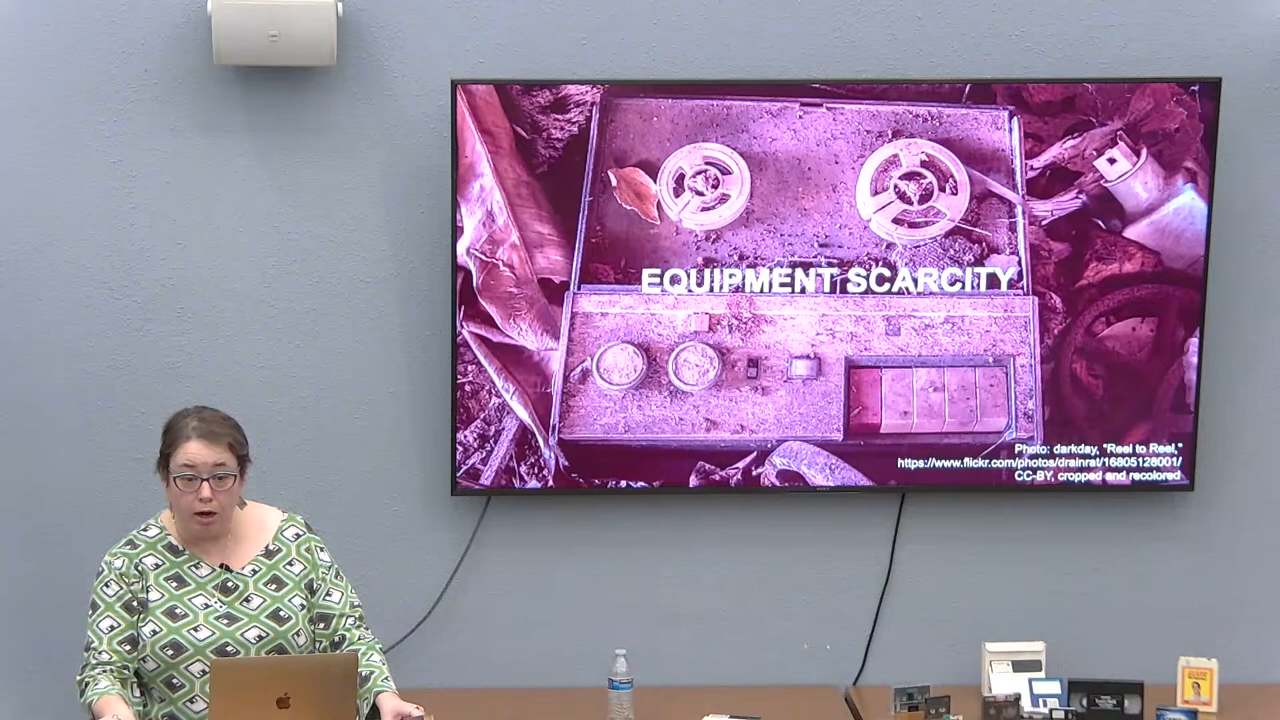 EQUIPMENT SCARCITY
Photo: darkday, "Reel to Reel,"
https://www.flickr.com/photos/drainrat/16805128001/
CC-BY, cropped and recolored